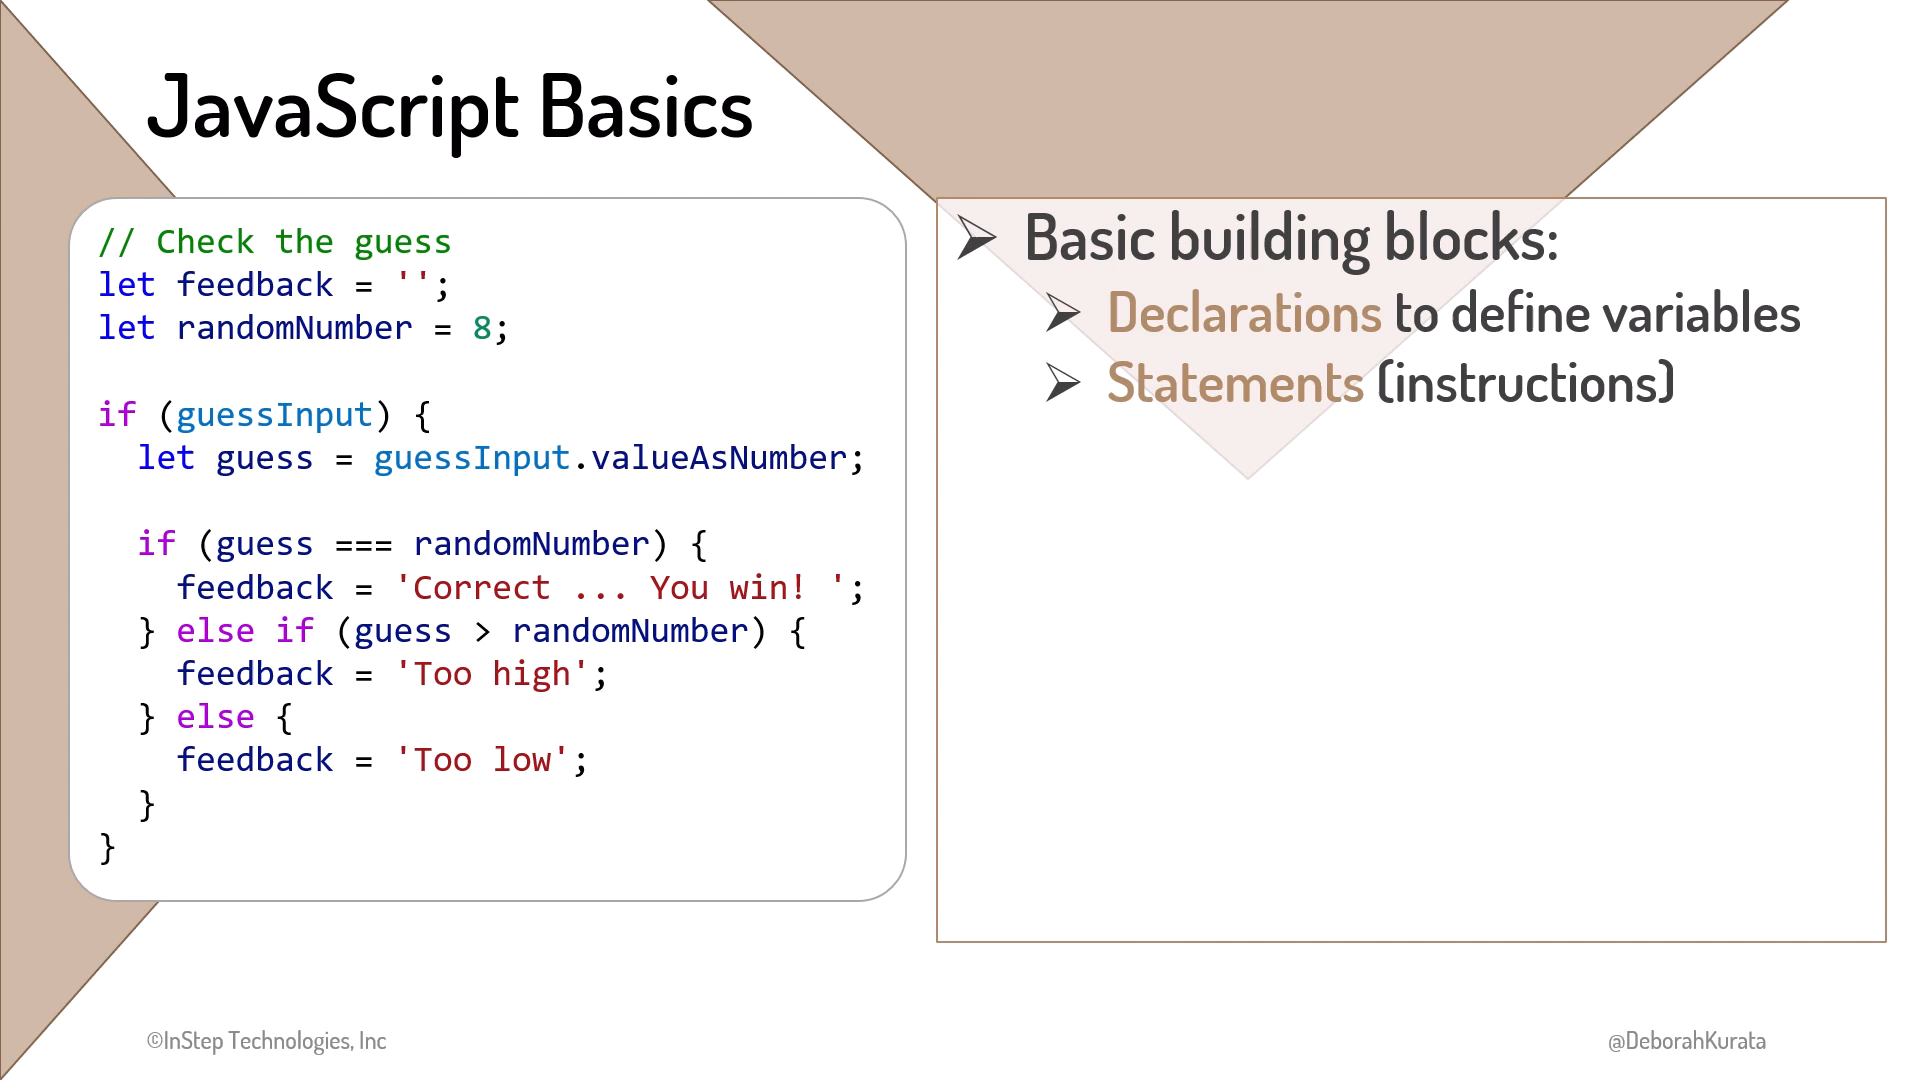 JavaScript Basics
// Check the guess
let feedback = '';
let randomNumber = 8;
if (guessInput) {
  let guess = guessInput.valueAsNumber;
  if (guess === randomNumber) {
    feedback = 'Correct ... You win! ';
  } else if (guess > randomNumber) {
    feedback = 'Too high';
  } else {
    feedback = 'Too low';
  }
}
Basic building blocks:
Declarations to define variables
Statements (instructions)
©InStep Technologies, Inc
@DeborahKurata